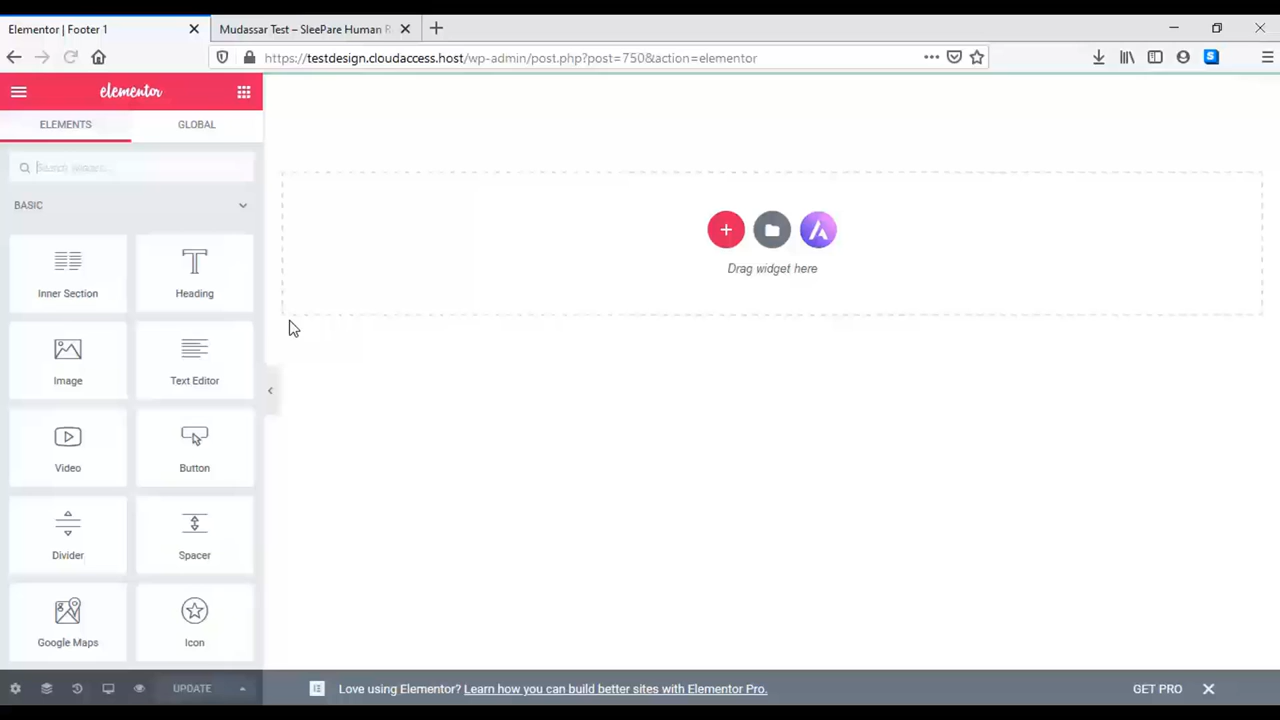 Elementor | Footer 1
Mudassar Test – SleePare Human R
https://testdesign.cloudaccess.host/wp-admin/post.php?post=750&action=elementor
elementor
ELEMENTS
GLOBAL
Search Widget...
BASIC
Inner Section
Heading
Image
Text Editor
Video
Button
Divider
Spacer
Google Maps
Icon
Drag widget here
UPDATE
Love using Elementor? Learn how you can build better sites with Elementor Pro.
GET PRO